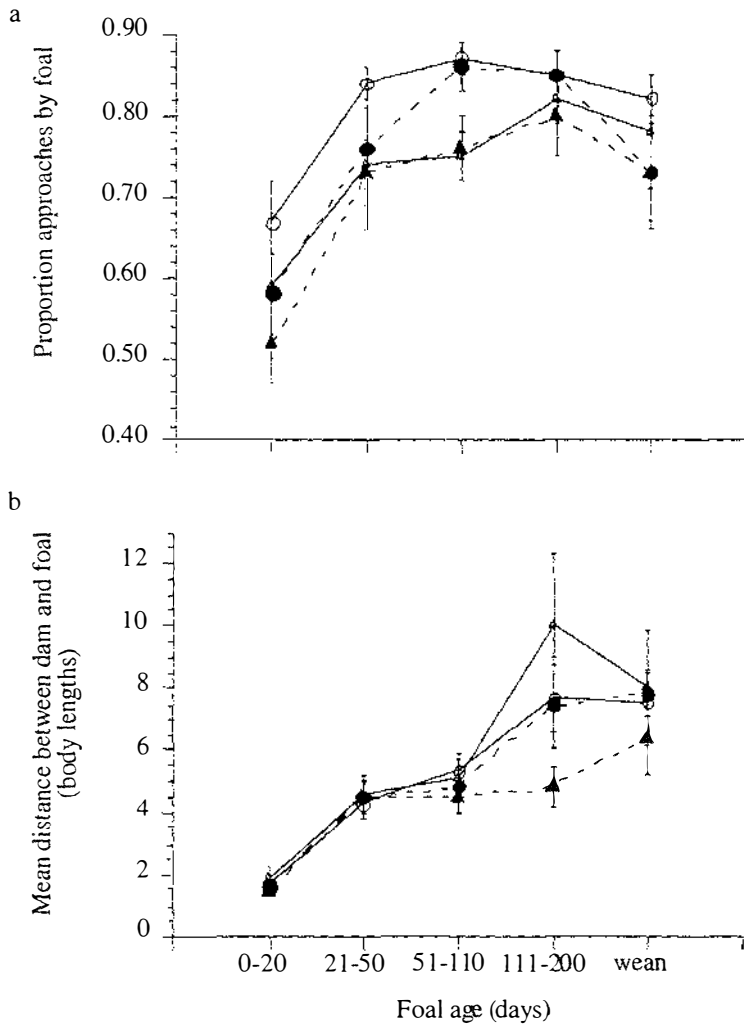 a
Proportion approaches by foal
0.90
0.80
0.70
0.60
0.50
0.40
b
Mean distance between dam and foal
(body lengths)
12
10
8
6
4
2
0
0-20 21-50 51-110 111-200 wean
Foal age (days)